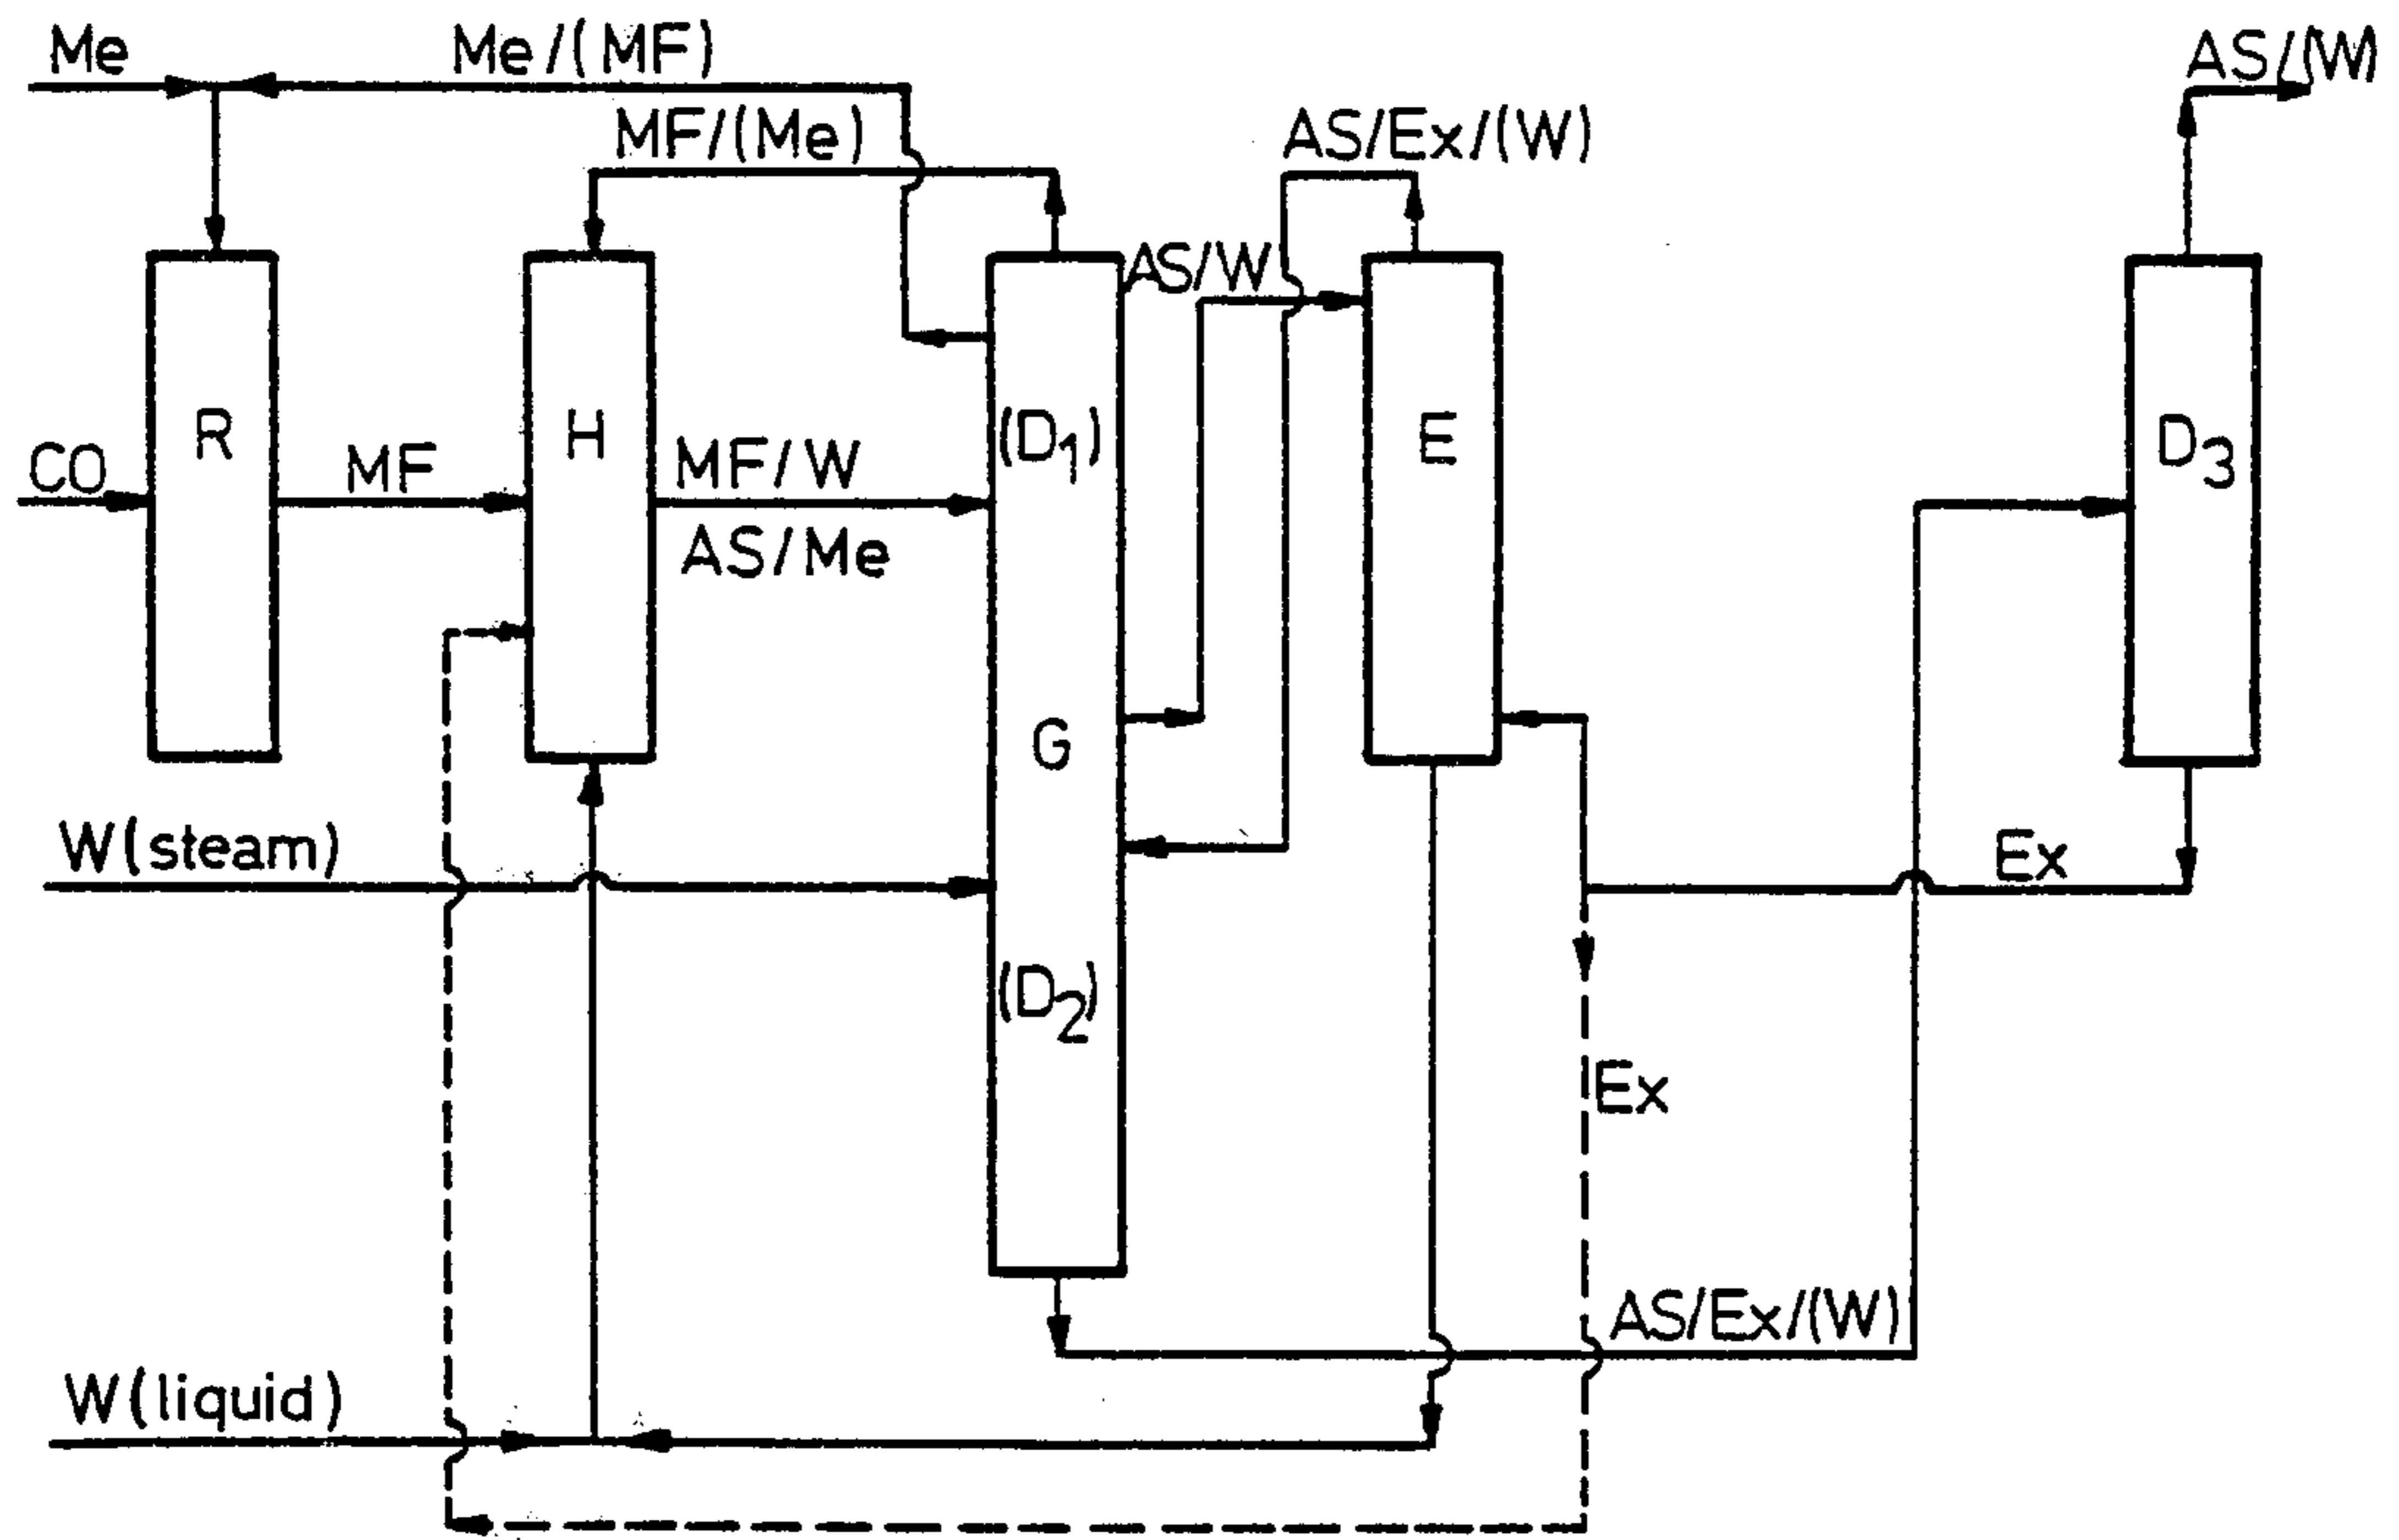 Me
Me/(MF)
AS/(W)
MF/(Me)
AS/Ex/(W)
AS/W
R
H
(D1)
E
D3
CO
MF
MF/W
AS/Me
G
W(steam)
Ex
(D2)
Ex
AS/Ex/(W)
W(liquid)